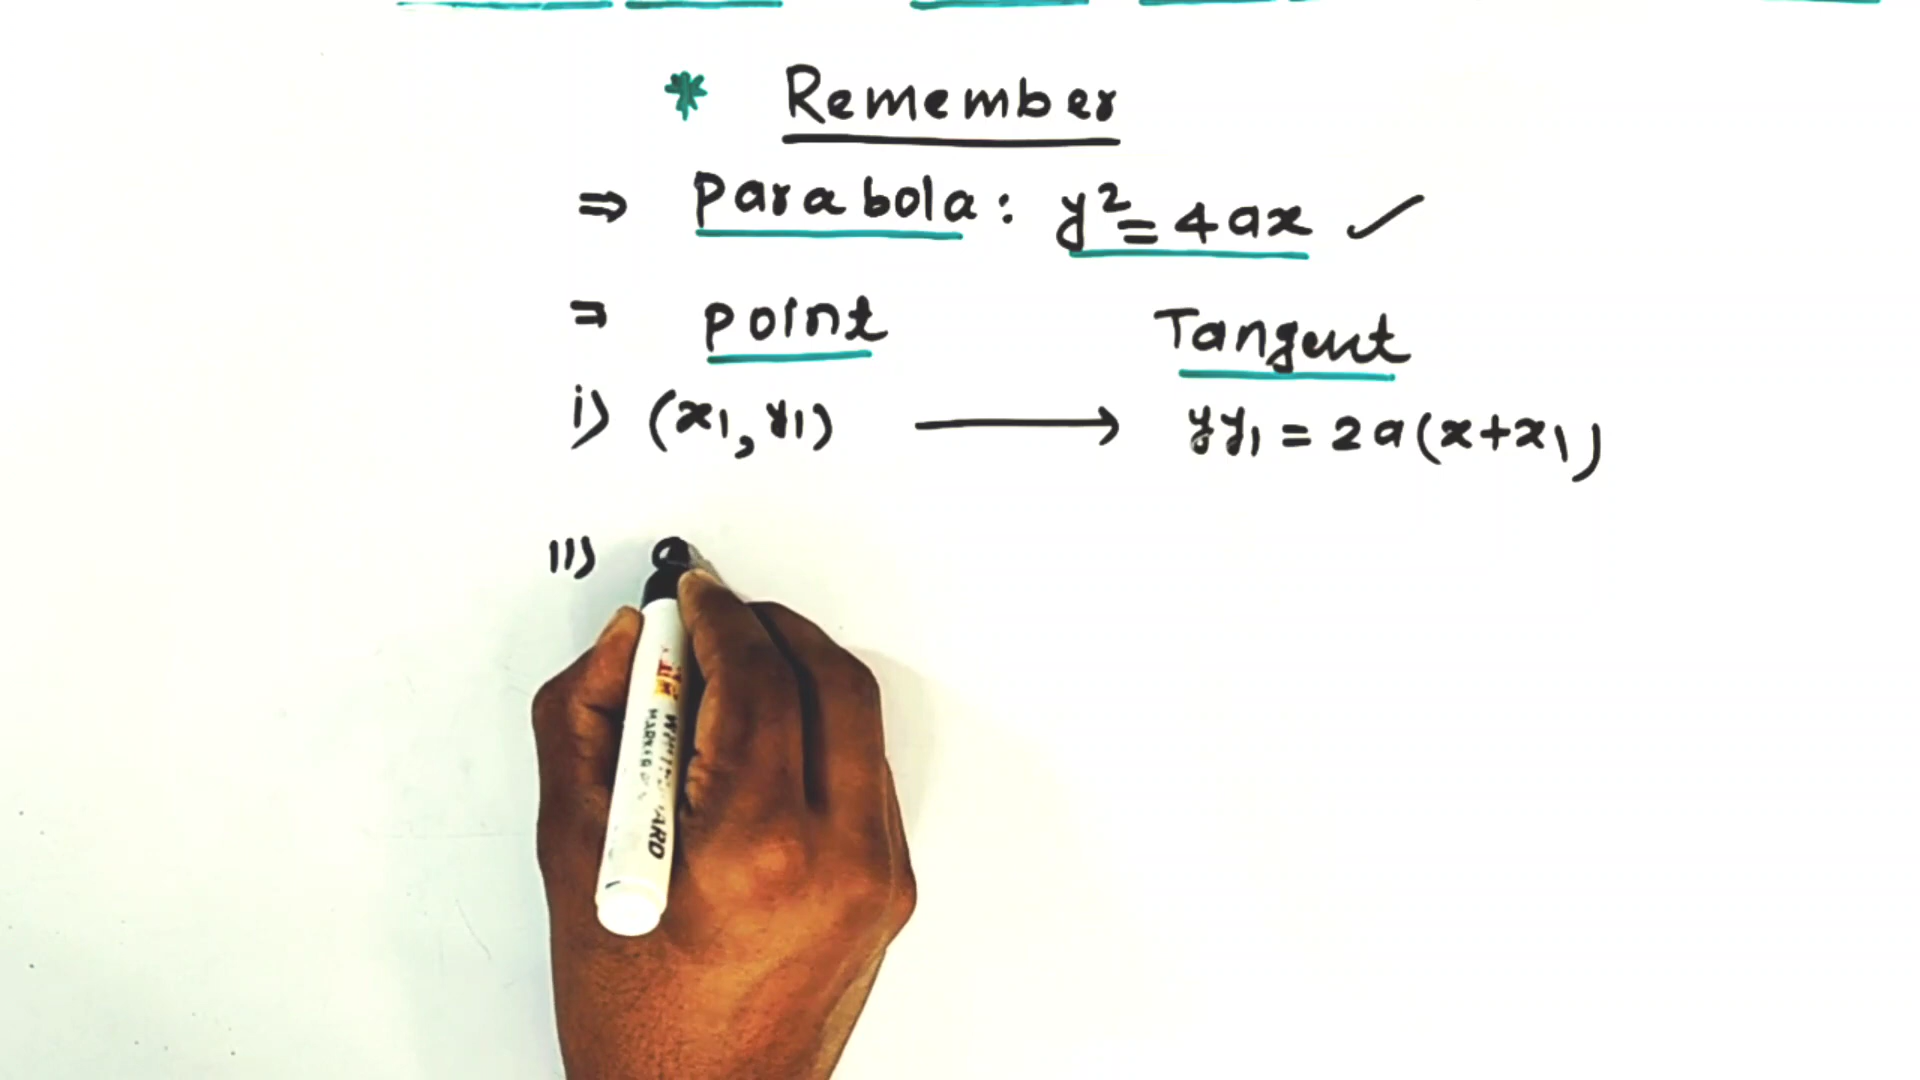 * Remember
⇒ Parabola: y²=4ax ✓
= Point Tangent
i) (x₁, y₁) ⟶ yy₁ = 2a(x+x₁)
ii)